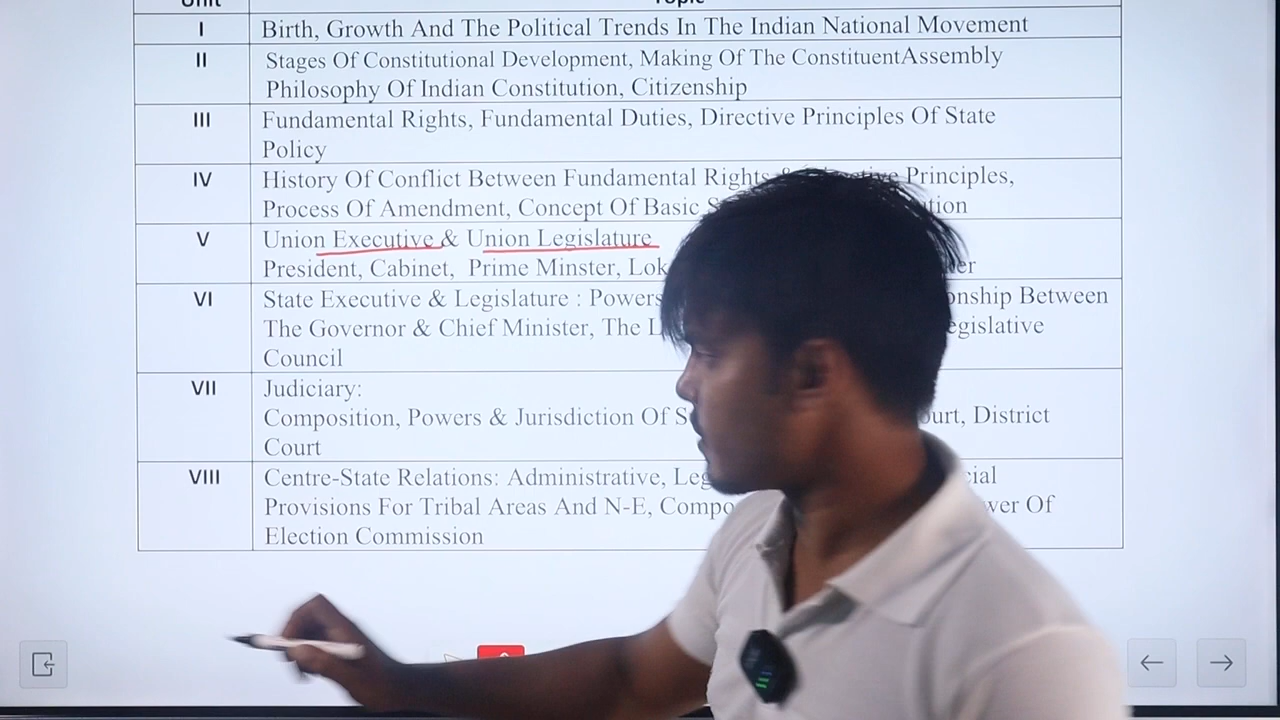 Unit Topic
I Birth, Growth And The Political Trends In The Indian National Movement
II Stages Of Constitutional Development, Making Of The ConstituentAssembly
Philosophy Of Indian Constitution, Citizenship
III Fundamental Rights, Fundamental Duties, Directive Principles Of State
Policy
IV History Of Conflict Between Fundamental Rights Principles,
Process Of Amendment, Concept Of Basic
V Union Executive & Union Legislature
President, Cabinet, Prime Minster, Lok
VI State Executive & Legislature : Powers Between
The Governor & Chief Minister, The
Council
VII Judiciary:
Composition, Powers & Jurisdiction Of District
Court
VIII Centre-State Relations: Administrative,
Provisions For Tribal Areas And N-E, Of
Election Commission